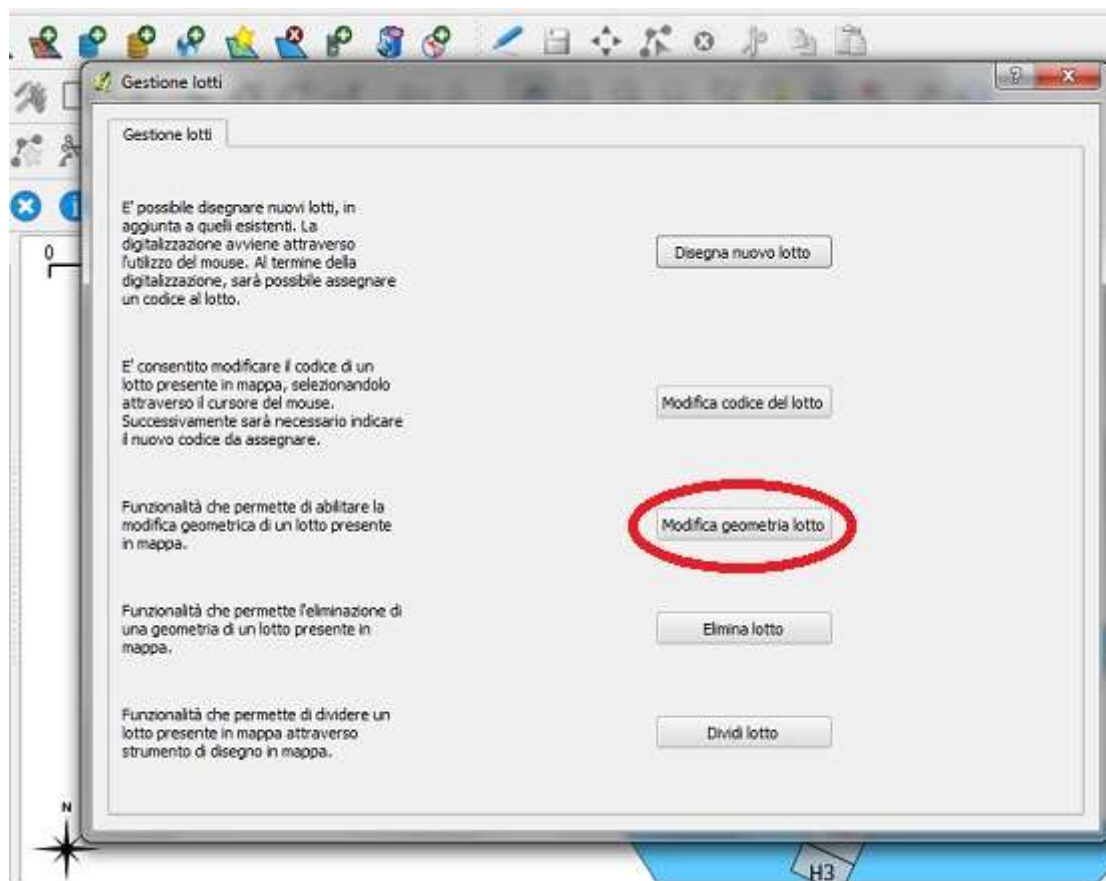 Gestione lotti
Gestione lotti
0
E' possibile disegnare nuovi lotti, in
aggiunta a quelli esistenti. La
digitalizzazione avviene attraverso
l'utilizzo del mouse. Al termine della
digitalizzazione, sarà possibile assegnare
un codice al lotto.
Disegna nuovo lotto
E' consentito modificare il codice di un
lotto presente in mappa, selezionandolo
attraverso il cursore del mouse.
Successivamente sarà necessario indicare
il nuovo codice da assegnare.
Modifica codice del lotto
Funzionalità che permette di abilitare la
modifica geometrica di un lotto presente
in mappa.
Modifica geometria lotto
Funzionalità che permette l'eliminazione di
una geometria di un lotto presente in
mappa.
Elimina lotto
Funzionalità che permette di dividere un
lotto presente in mappa attraverso
strumento di disegno in mappa.
Dividi lotto
N
H3